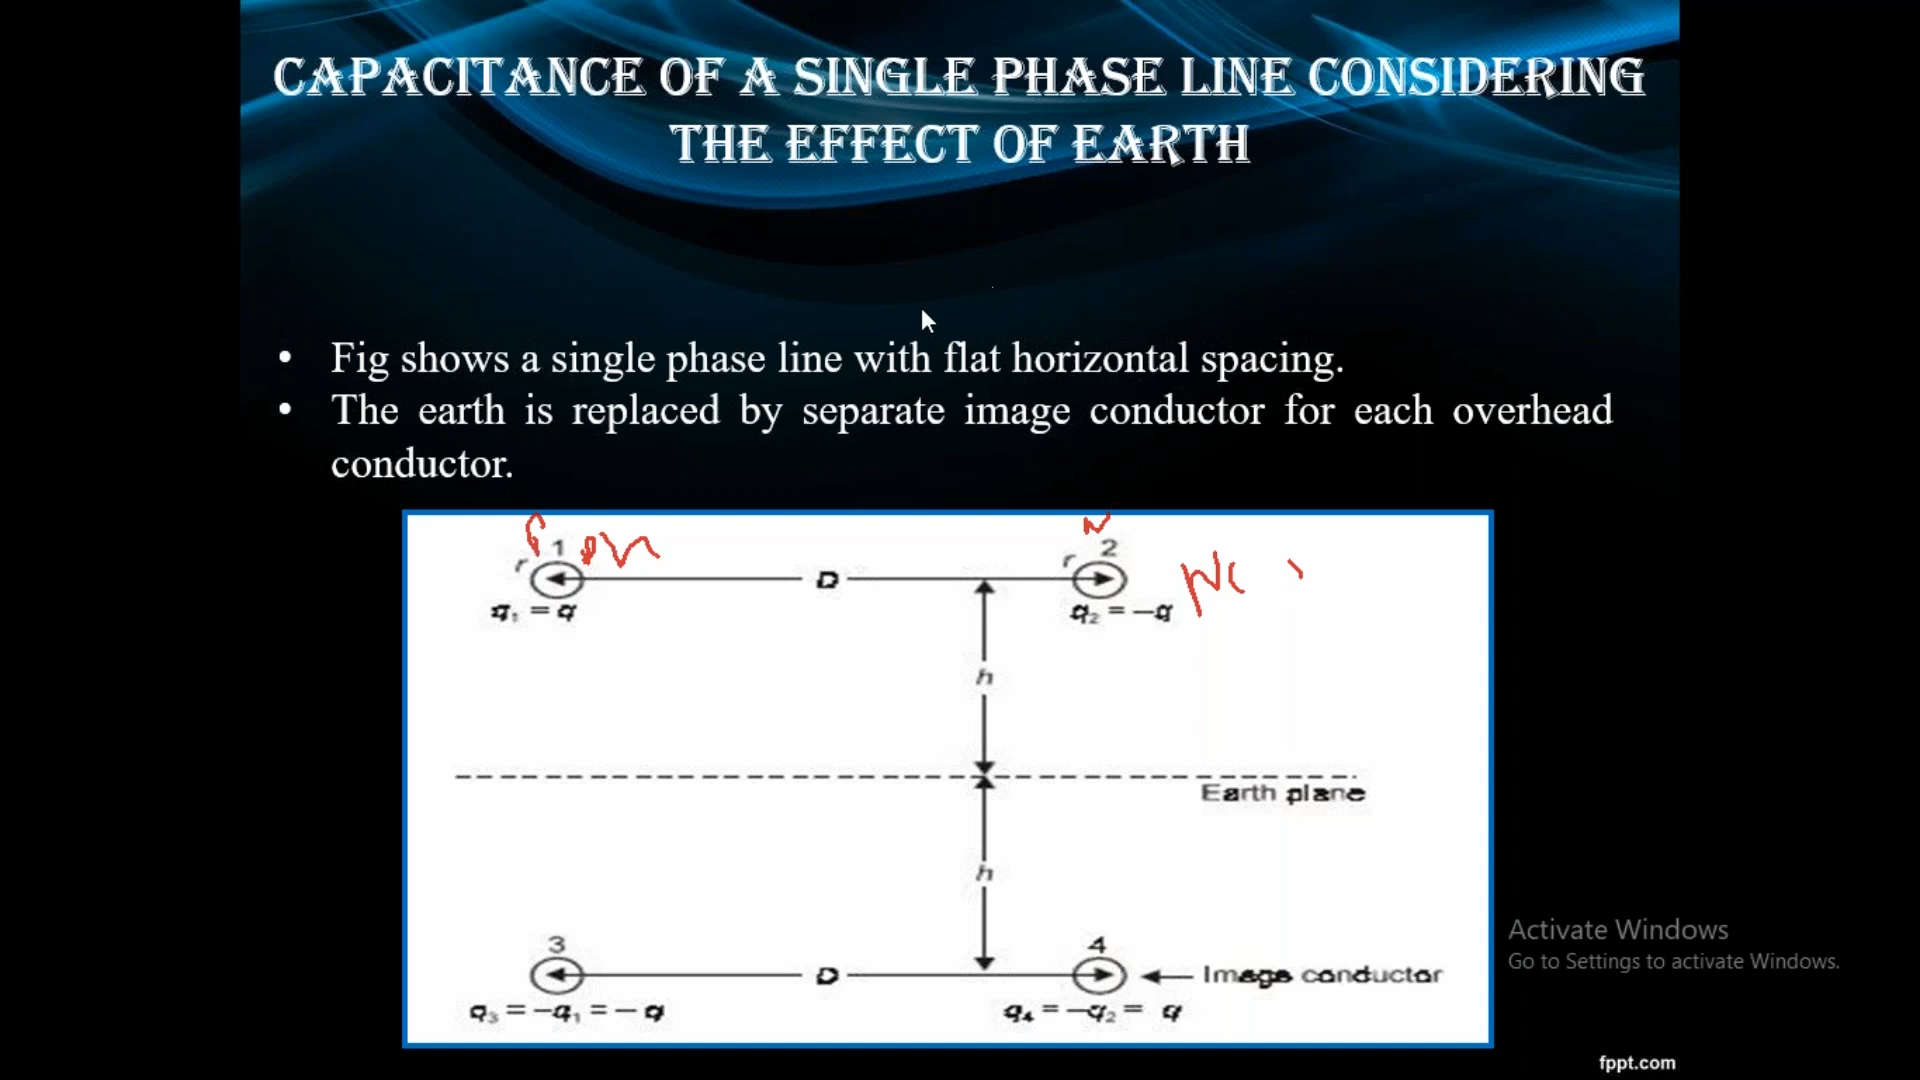 CAPACITANCE OF A SINGLE PHASE LINE CONSIDERING
THE EFFECT OF EARTH
• Fig shows a single phase line with flat horizontal spacing.
• The earth is replaced by separate image conductor for each overhead
conductor.
1 2
r D r
q₁ = q q₂ = −q
h
Earth plane
h
3 4
D Image conductor
q₃ = −q₁ = − q q₄ = −q₂ = q
Activate Windows
Go to Settings to activate Windows.
fppt.com